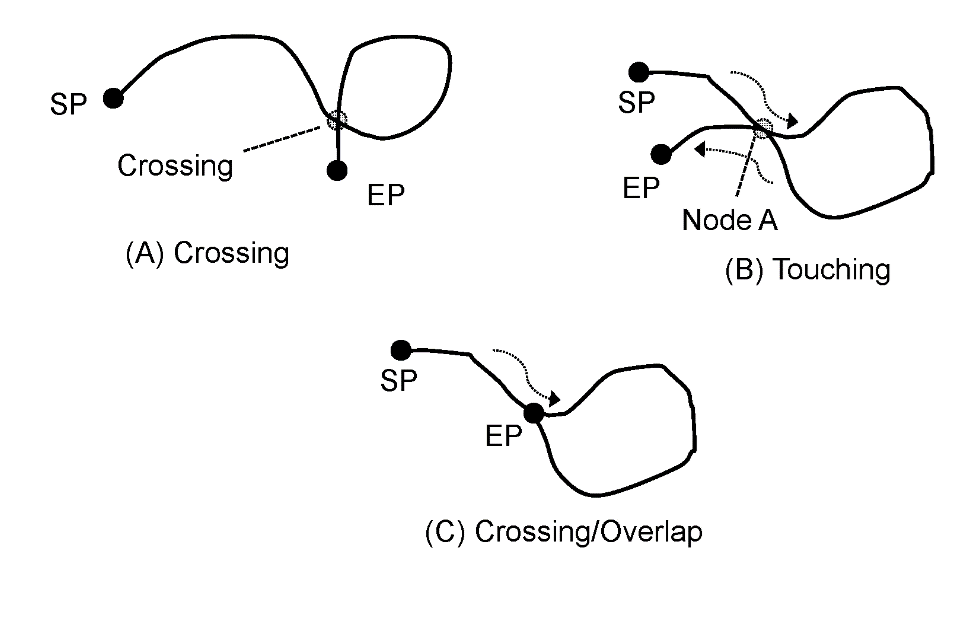 SP
Crossing
EP
(A) Crossing
SP
EP
Node A
(B) Touching
SP
EP
(C) Crossing/Overlap